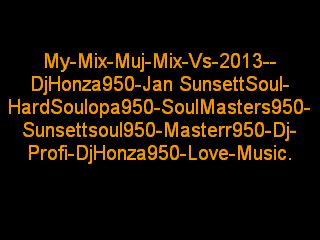 My-Mix-Muj-Mix-Vs-2013--
DjHonza950-Jan SunsettSoul-
HardSoulopa950-SoulMasters950-
Sunsettsoul950-Masterr950-Dj-
Profi-DjHonza950-Love-Music.